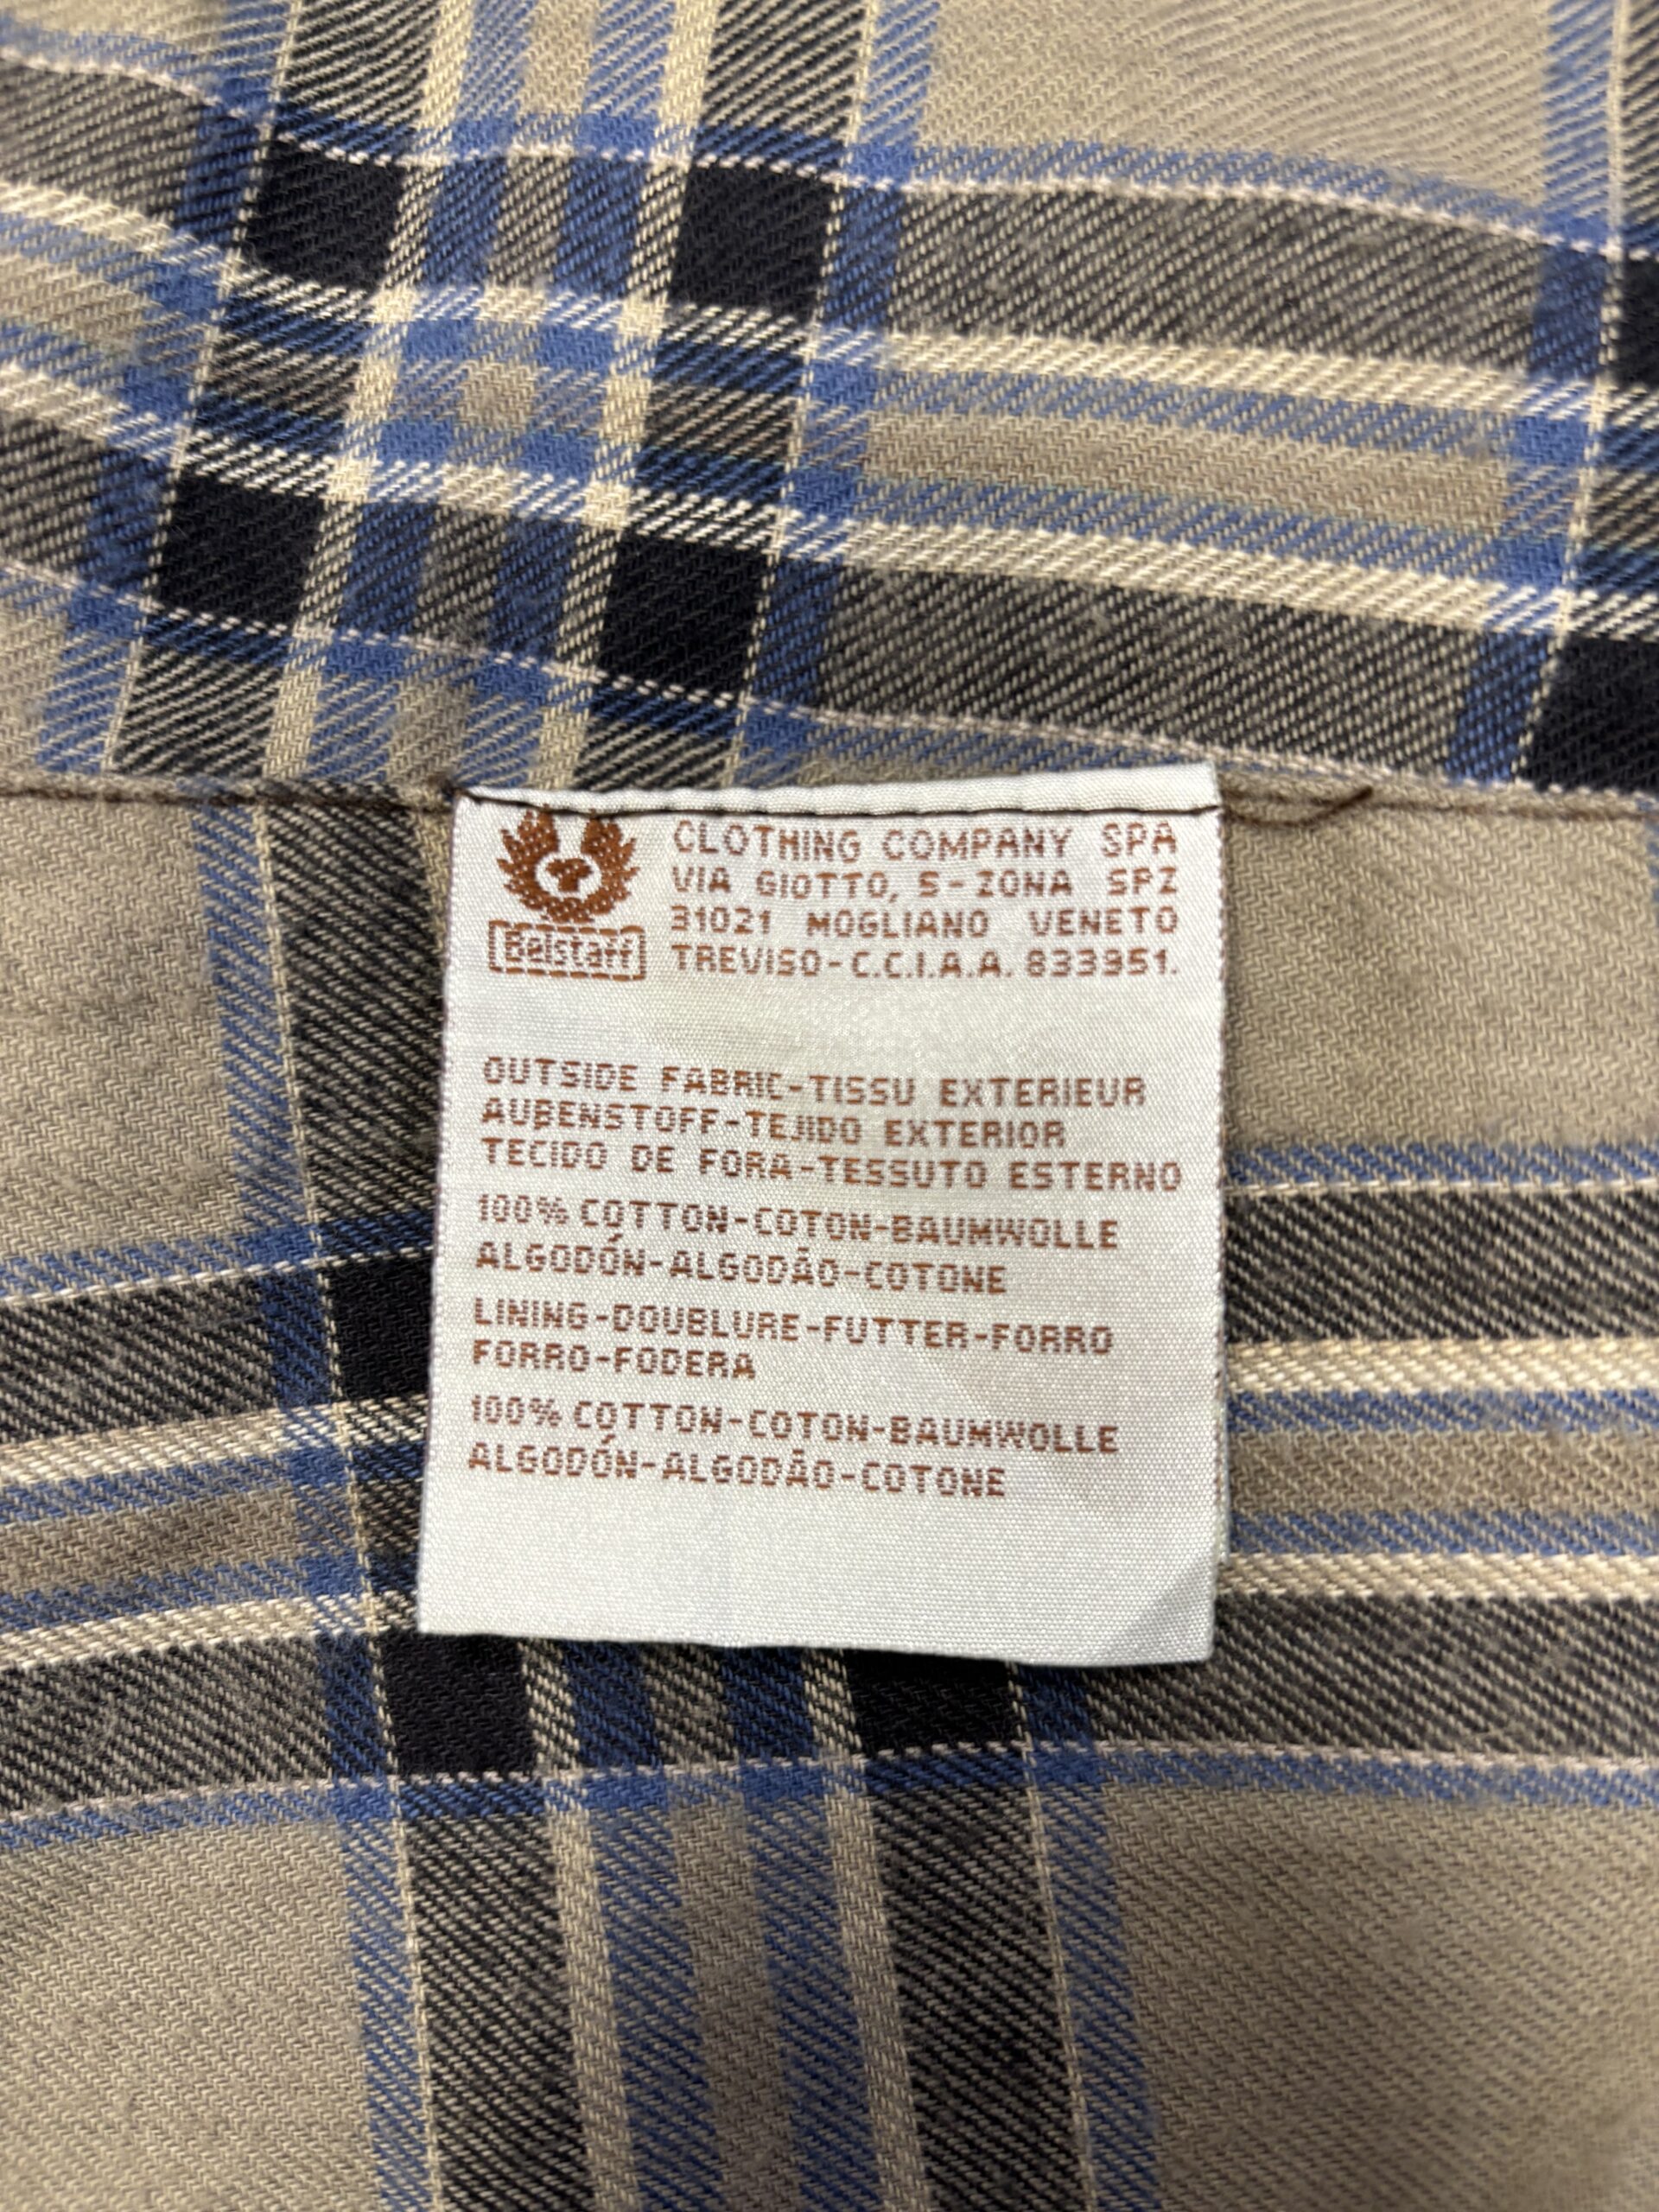 Belstaff
CLOTHING COMPANY SPA
VIA GIOTTO, 5-ZONA SPZ
31021 MOGLIANO VENETO
TREVISO-C.C.I.A.A. 833951.
OUTSIDE FABRIC-TISSU EXTERIEUR
AUßENSTOFF-TEJIDO EXTERIOR
TECIDO DE FORA-TESSUTO ESTERNO
100% COTTON-COTON-BAUMWOLLE
ALGODÓN-ALGODÃO-COTONE
LINING-DOUBLURE-FUTTER-FORRO
FORRO-FODERA
100% COTTON-COTON-BAUMWOLLE
ALGODÓN-ALGODÃO-COTONE